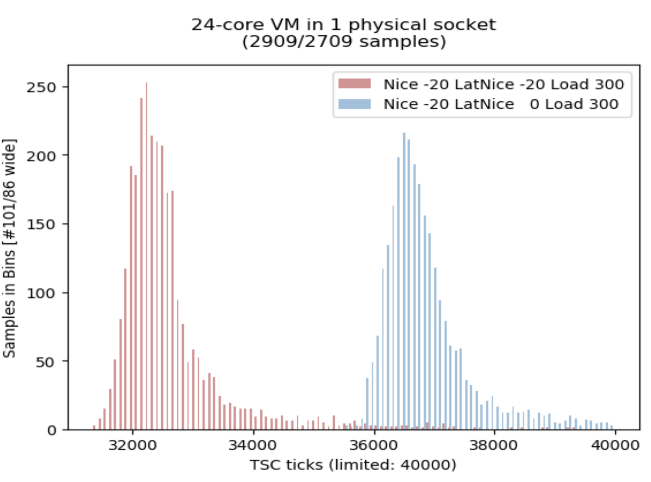 24-core VM in 1 physical socket
(2909/2709 samples)
Nice -20 LatNice -20 Load 300
Nice -20 LatNice   0 Load 300
Samples in Bins [#101/86 wide]
250
200
150
100
50
0
32000 34000 36000 38000 40000
TSC ticks (limited: 40000)